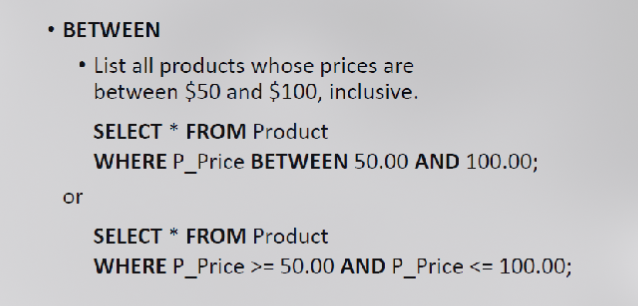 • BETWEEN
• List all products whose prices are
between $50 and $100, inclusive.
SELECT * FROM Product
WHERE P_Price BETWEEN 50.00 AND 100.00;
or
SELECT * FROM Product
WHERE P_Price >= 50.00 AND P_Price <= 100.00;